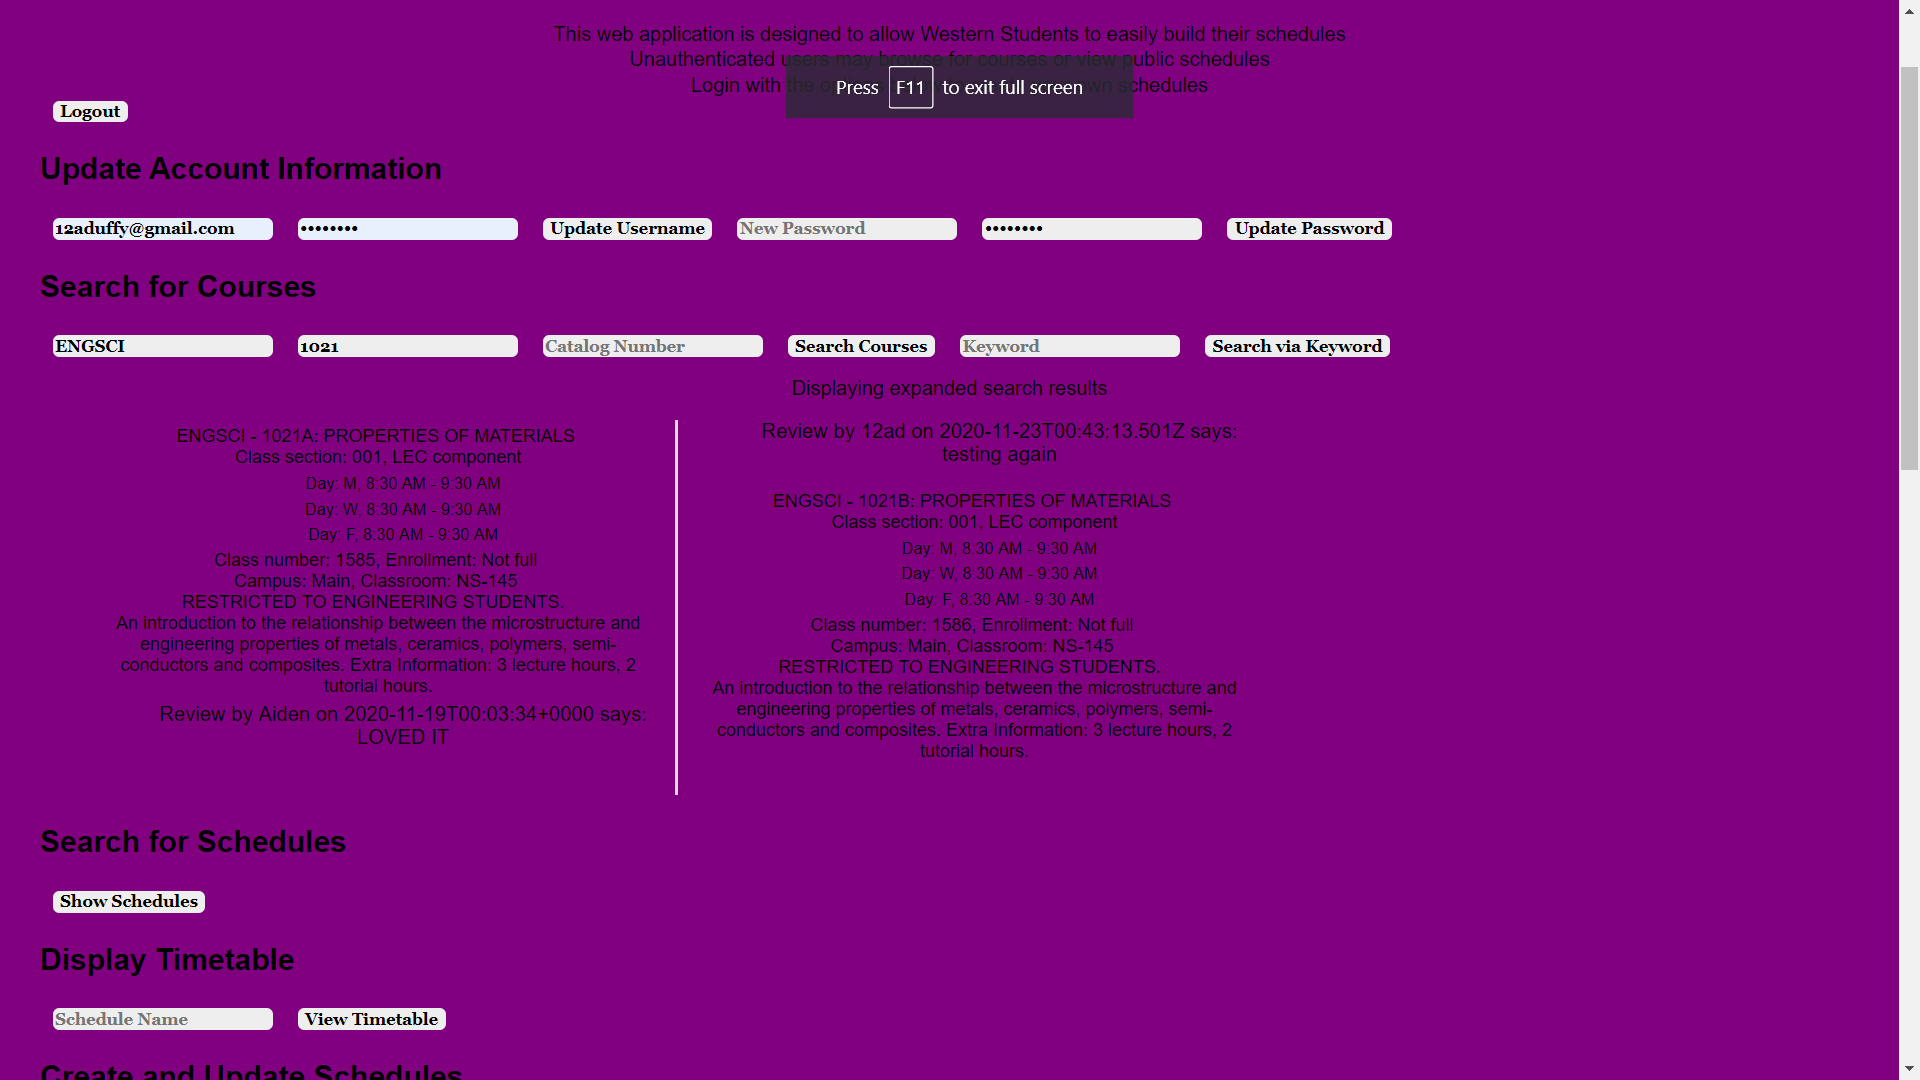 This web application is designed to allow Western Students to easily build their schedules
Unauthenticated users may browse for courses or view public schedules
Login with the schedules
Press F11 to exit full screen
Logout
Update Account Information
12aduffy@gmail.com •••••••• Update Username New Password •••••••• Update Password
Search for Courses
ENGSCI 1021 Catalog Number Search Courses Keyword Search via Keyword
Displaying expanded search results
ENGSCI - 1021A: PROPERTIES OF MATERIALS
Class section: 001, LEC component
Day: M, 8:30 AM - 9:30 AM
Day: W, 8:30 AM - 9:30 AM
Day: F, 8:30 AM - 9:30 AM
Class number: 1585, Enrollment: Not full
Campus: Main, Classroom: NS-145
RESTRICTED TO ENGINEERING STUDENTS.
An introduction to the relationship between the microstructure and
engineering properties of metals, ceramics, polymers, semi-
conductors and composites. Extra Information: 3 lecture hours, 2
tutorial hours.
Review by Aiden on 2020-11-19T00:03:34+0000 says:
LOVED IT
Review by 12ad on 2020-11-23T00:43:13.501Z says:
testing again
ENGSCI - 1021B: PROPERTIES OF MATERIALS
Class section: 001, LEC component
Day: M, 8:30 AM - 9:30 AM
Day: W, 8:30 AM - 9:30 AM
Day: F, 8:30 AM - 9:30 AM
Class number: 1586, Enrollment: Not full
Campus: Main, Classroom: NS-145
RESTRICTED TO ENGINEERING STUDENTS.
An introduction to the relationship between the microstructure and
engineering properties of metals, ceramics, polymers, semi-
conductors and composites. Extra Information: 3 lecture hours, 2
tutorial hours.
Search for Schedules
Show Schedules
Display Timetable
Schedule Name View Timetable
Create and Update Schedules